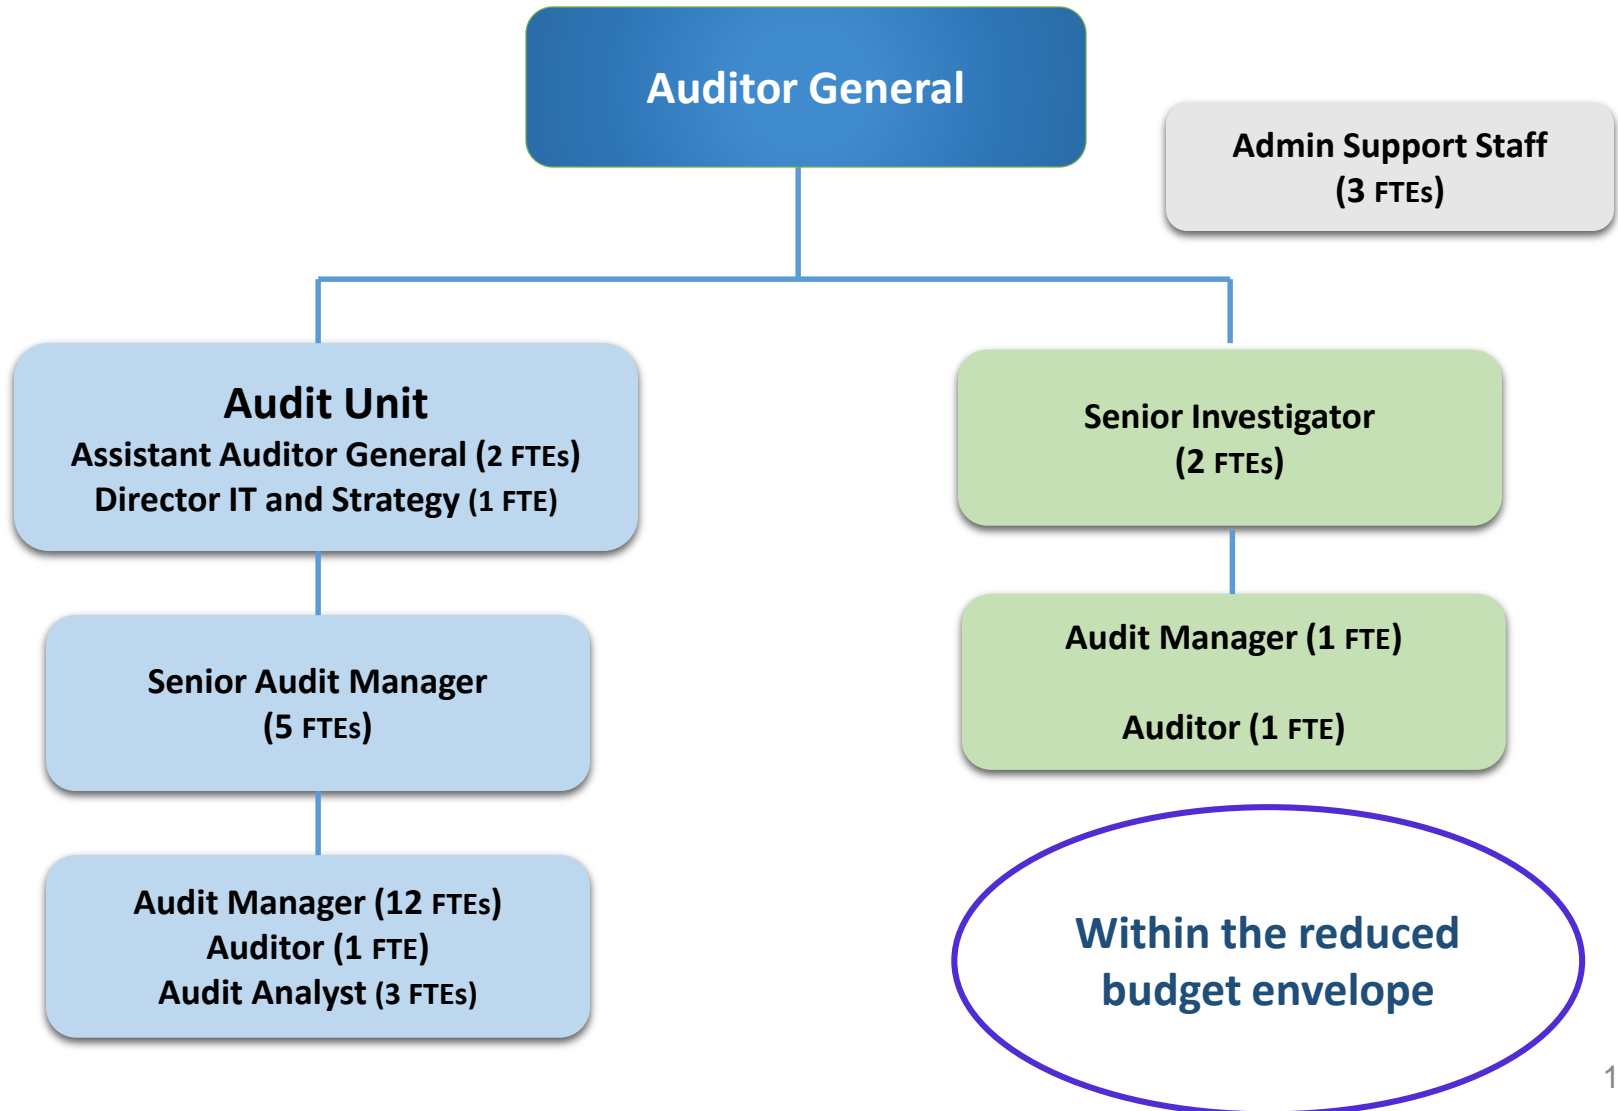 Auditor General
Admin Support Staff
(3 FTEs)
Audit Unit
Assistant Auditor General (2 FTEs)
Director IT and Strategy (1 FTE)
Senior Investigator
(2 FTEs)
Senior Audit Manager
(5 FTEs)
Audit Manager (1 FTE)
Auditor (1 FTE)
Audit Manager (12 FTEs)
Auditor (1 FTE)
Audit Analyst (3 FTEs)
Within the reduced
budget envelope
1